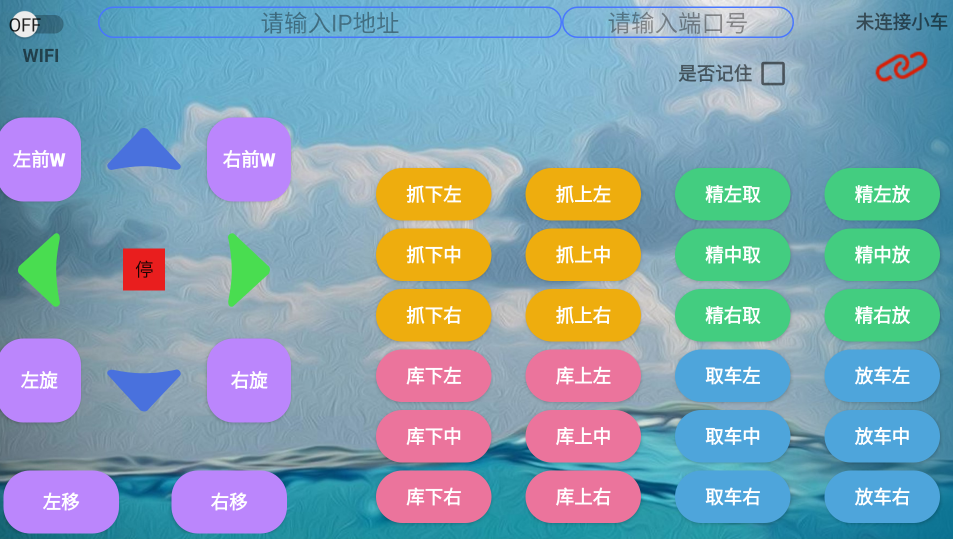 OFF
WIFI
请输入IP地址
请输入端口号
未连接小车
是否记住
左前W
右前W
停
左旋
右旋
左移
右移
抓下左
抓上左
精左取
精左放
抓下中
抓上中
精中取
精中放
抓下右
抓上右
精右取
精右放
库下左
库上左
取车左
放车左
库下中
库上中
取车中
放车中
库下右
库上右
取车右
放车右